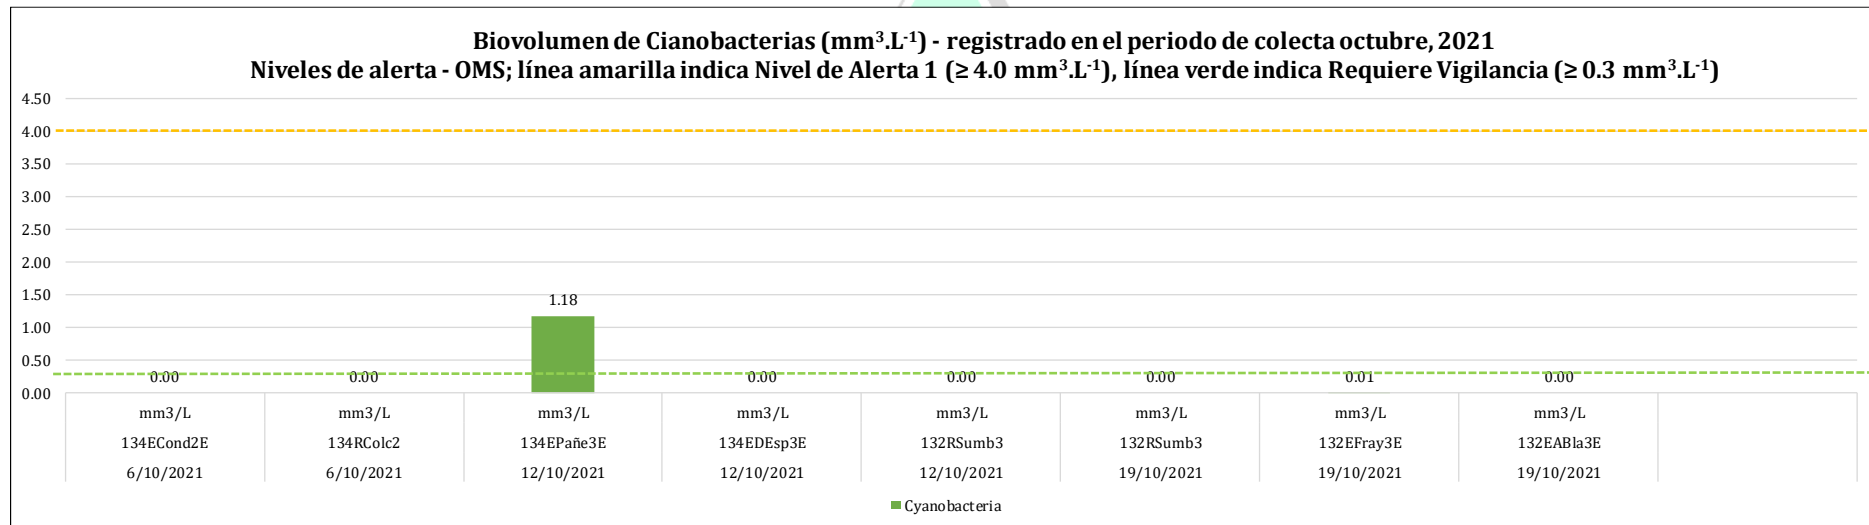 Biovolumen de Cianobacterias (mm³.L⁻¹) - registrado en el periodo de colecta octubre, 2021
Niveles de alerta - OMS; línea amarilla indica Nivel de Alerta 1 (≥ 4.0 mm³.L⁻¹), línea verde indica Requiere Vigilancia (≥ 0.3 mm³.L⁻¹)
4.50
4.00
3.50
3.00
2.50
2.00
1.50
1.00
0.50
0.00
0.00 0.00 1.18 0.00 0.00 0.00 0.01 0.00
mm3/L mm3/L mm3/L mm3/L mm3/L mm3/L mm3/L mm3/L
134ECond2E 134RColc2 134EPañe3E 134EDEsp3E 132RSumb3 132RSumb3 132EFray3E 132EABla3E
6/10/2021 6/10/2021 12/10/2021 12/10/2021 12/10/2021 19/10/2021 19/10/2021 19/10/2021
Cyanobacteria